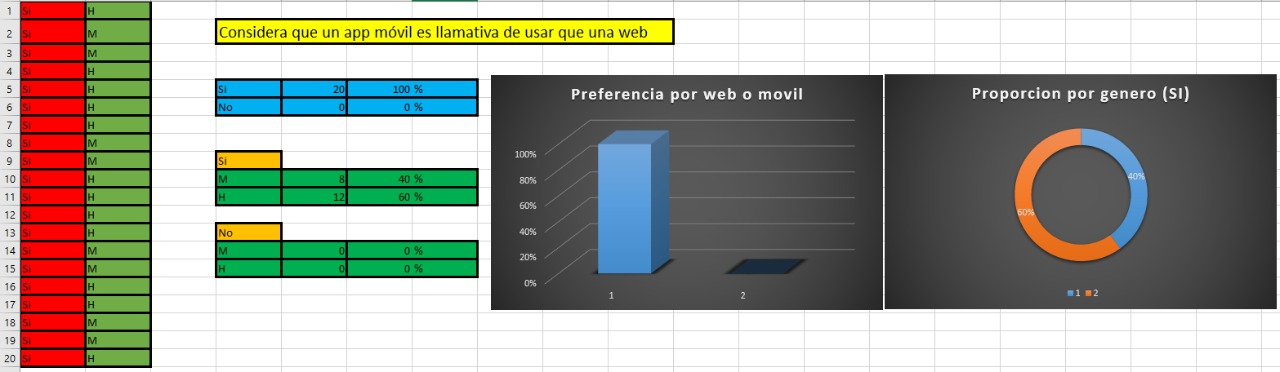 1 Si H
2 Si M Considera que un app móvil es llamativa de usar que una web
3 Si M
4 Si H
5 Si H Si 20 100 %
6 Si H No 0 0 %
7 Si H
8 Si M
9 Si M Si
10 Si H M 8 40 %
11 Si H H 12 60 %
12 Si H
13 Si H No
14 Si M M 0 0 %
15 Si M H 0 0 %
16 Si H
17 Si H
18 Si M
19 Si M
20 Si H
Preferencia por web o movil
100%
80%
60%
40%
20%
0%
1 2
Proporcion por genero (SI)
40%
60%
1 2